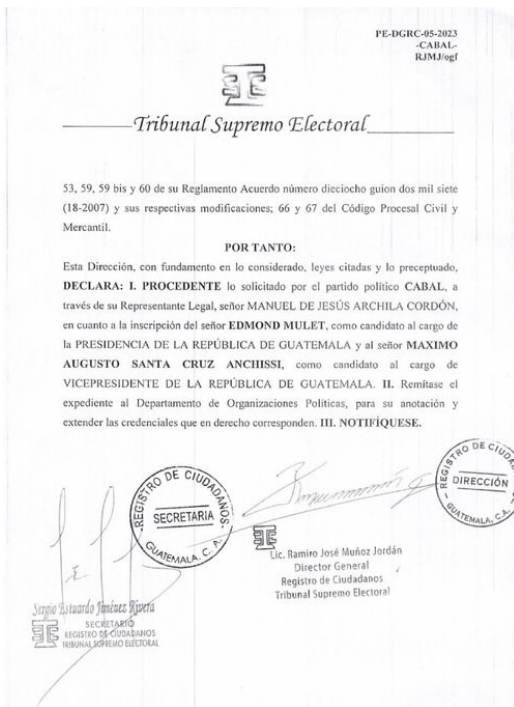 PE-DGRC-05-2023
-CABAL-
RJMJ/ogf
Tribunal Supremo Electoral
53, 59, 59 bis y 60 de su Reglamento Acuerdo número dieciocho guion dos mil siete
(18-2007) y sus respectivas modificaciones; 66 y 67 del Código Procesal Civil y
Mercantil.
POR TANTO:
Esta Dirección, con fundamento en lo considerado, leyes citadas y lo preceptuado,
DECLARA: I. PROCEDENTE lo solicitado por el partido político CABAL, a
través de su Representante Legal, señor MANUEL DE JESÚS ARCHILA CORDÓN,
en cuanto a la inscripción del señor EDMOND MULET, como candidato al cargo de
la PRESIDENCIA DE LA REPÚBLICA DE GUATEMALA y al señor MAXIMO
AUGUSTO SANTA CRUZ ANCHISSI, como candidato al cargo de
VICEPRESIDENTE DE LA REPÚBLICA DE GUATEMALA. II. Remítase el
expediente al Departamento de Organizaciones Políticas, para su anotación y
extender las credenciales que en derecho corresponden. III. NOTIFÍQUESE.
REGISTRO DE CIUDADANOS
SECRETARIA
GUATEMALA, C. A.
REGISTRO DE CIUDAD
DIRECCIÓN
GUATEMALA, C.A.
Lic. Ramiro José Muñoz Jordán
Director General
Registro de Ciudadanos
Tribunal Supremo Electoral
Sergio Estuardo Jiménez Rivera
SECRETARIO
REGISTRO DE CIUDADANOS
TRIBUNAL SUPREMO ELECTORAL